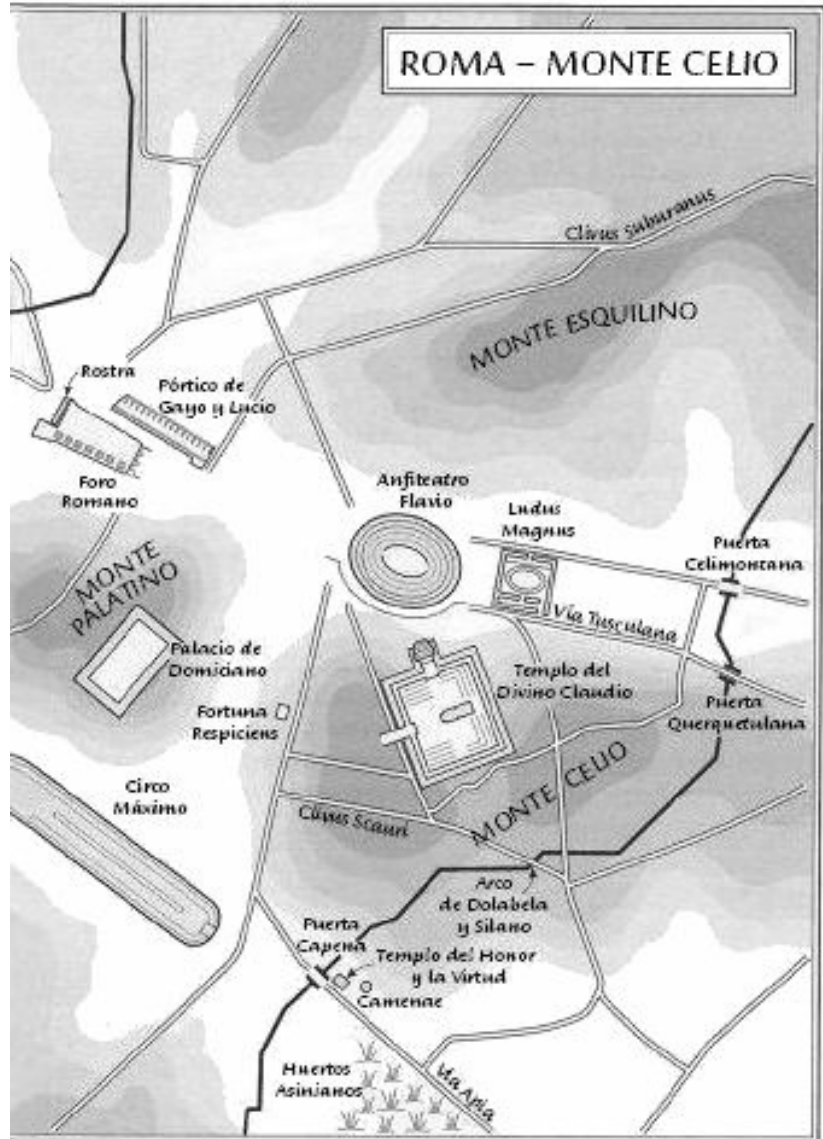 ROMA – MONTE CELIO
Clivus Suburanus
MONTE ESQUILINO
Rostra
Pórtico de
Gayo y Lucio
Foro
Romano
Anfiteatro
Flavio
Ludus
Magnus
Puerta
Celimontana
MONTE
PALATINO
Vía Tusculana
Palacio de
Domiciano
Templo del
Divino Claudio
Fortuna
Respiciens
Puerta
Querquetulana
Circo
Máximo
Clivus Scauri
MONTE CELIO
Arco
de Dolabela
y Silano
Puerta
Capena
Templo del Honor
y la Virtud
Camenae
Huertos
Asinianos
Vía Apia